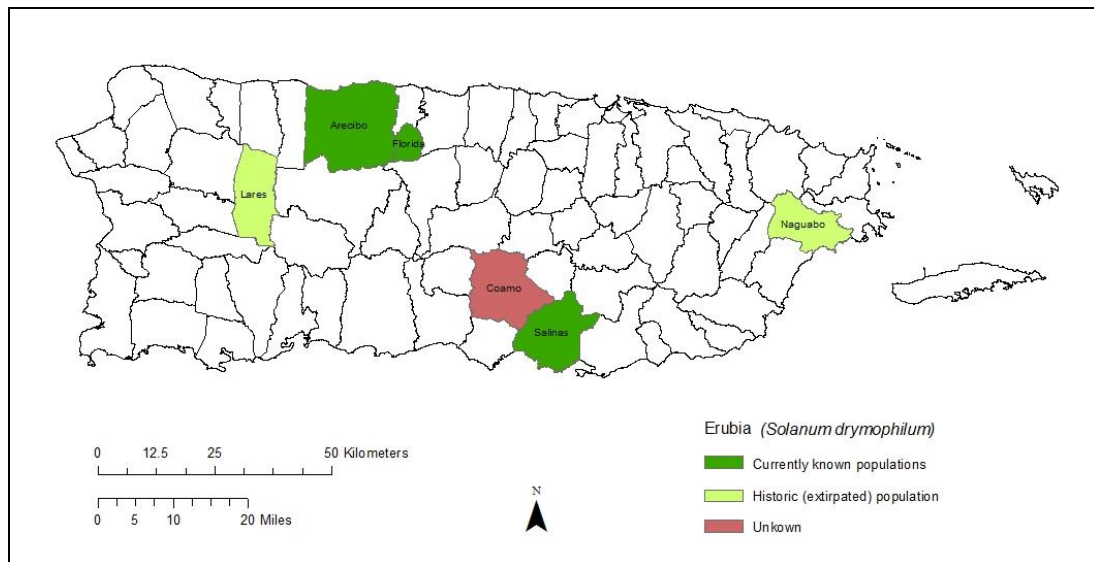 Arecibo
Florida
Lares
Naguabo
Coamo
Salinas
Erubia (Solanum drymophilum)
Currently known populations
Historic (extirpated) population
Unkown
0 12.5 25 50 Kilometers
0 5 10 20 Miles
N